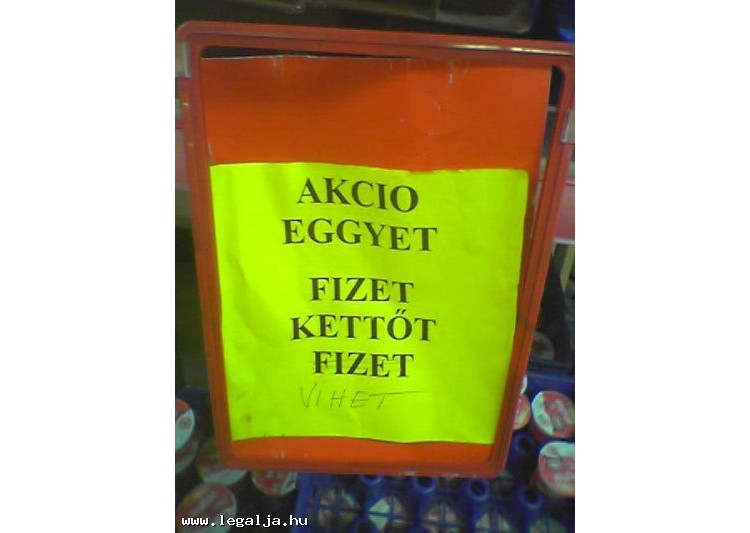 AKCIO
EGGYET
FIZET
KETTŐT
FIZET
VIHET
www.legalja.hu